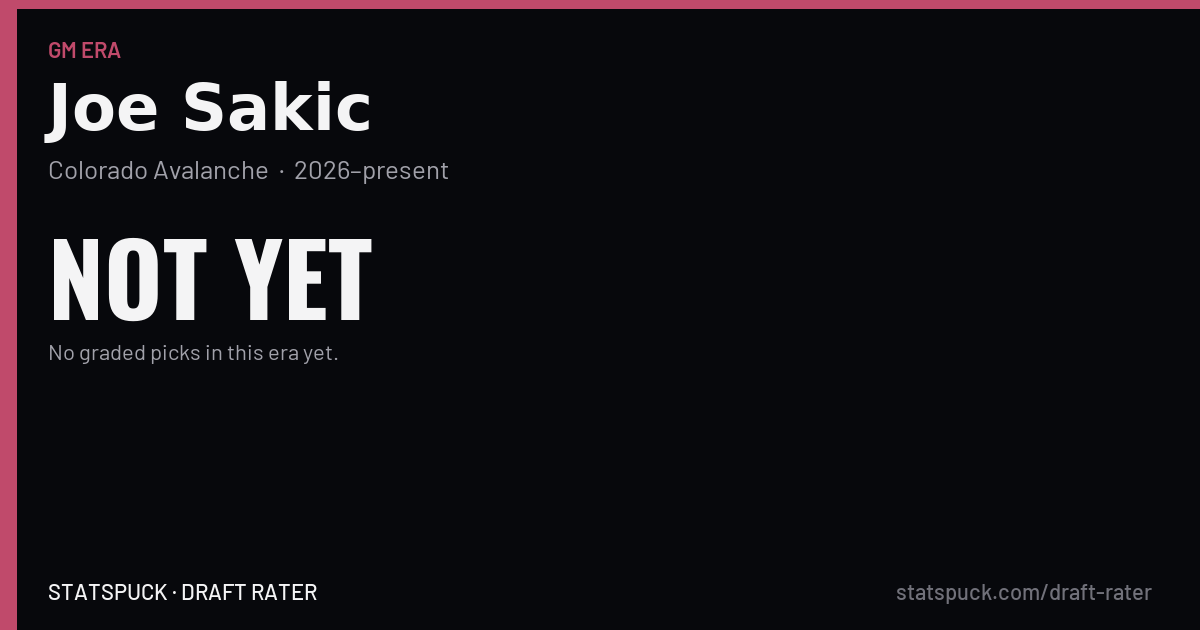 GM ERA
Joe Sakic
Colorado Avalanche · 2026–present
NOT YET
No graded picks in this era yet.
STATSPUCK · DRAFT RATER
statspuck.com/draft-rater